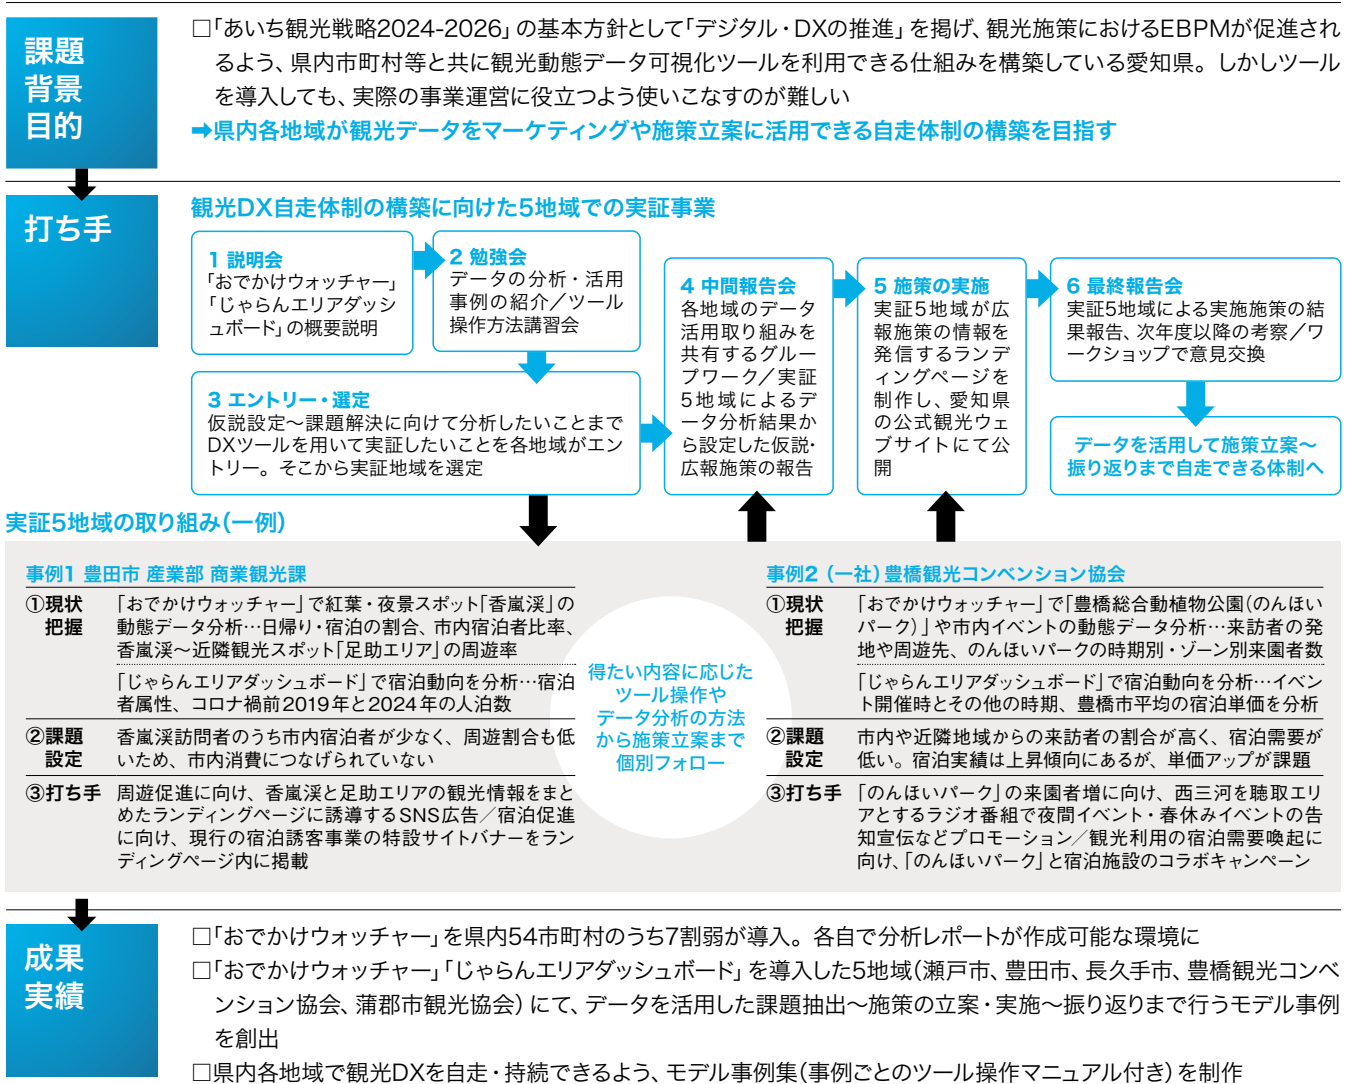 課題
背景
目的
□「あいち観光戦略2024-2026」の基本方針として「デジタル・DXの推進」を掲げ、観光施策におけるEBPMが促進され
るよう、県内市町村等と共に観光動態データ可視化ツールを利用できる仕組みを構築している愛知県。しかしツール
を導入しても、実際の事業運営に役立つよう使いこなすのが難しい
➡県内各地域が観光データをマーケティングや施策立案に活用できる自走体制の構築を目指す
打ち手
観光DX自走体制の構築に向けた5地域での実証事業
1 説明会
「おでかけウォッチャー」
「じゃらんエリアダッシ
ュボード」の概要説明
2 勉強会
データの分析・活用
事例の紹介／ツール
操作方法講習会
3 エントリー・選定
仮説設定〜課題解決に向けて分析したいことまで
DXツールを用いて実証したいことを各地域がエン
トリー。そこから実証地域を選定
4 中間報告会
各地域のデータ
活用取り組みを
共有するグルー
プワーク／実証
5地域によるデ
ータ分析結果か
ら設定した仮説・
広報施策の報告
5 施策の実施
実証5地域が広
報施策の情報を
発信するランデ
ィングページを
制作し、愛知県
の公式観光ウェ
ブサイトにて公
開
6 最終報告会
実証5地域による実施施策の結
果報告、次年度以降の考察／ワ
ークショップで意見交換
データを活用して施策立案〜
振り返りまで自走できる体制へ
実証5地域の取り組み（一例）
事例1 豊田市 産業部 商業観光課
①現状
把握
「おでかけウォッチャー」で紅葉・夜景スポット「香嵐渓」の
動態データ分析…日帰り・宿泊の割合、市内宿泊者比率、
香嵐渓〜近隣観光スポット「足助エリア」の周遊率
「じゃらんエリアダッシュボード」で宿泊動向を分析…宿泊
者属性、コロナ禍前2019年と2024年の人泊数
②課題
設定
香嵐渓訪問者のうち市内宿泊者が少なく、周遊割合も低
いため、市内消費につなげられていない
③打ち手
周遊促進に向け、香嵐渓と足助エリアの観光情報をまと
めたランディングページに誘導するSNS広告／宿泊促進
に向け、現行の宿泊誘客事業の特設サイトバナーをラン
ディングページ内に掲載
得たい内容に応じた
ツール操作や
データ分析の方法
から施策立案まで
個別フォロー
事例2（一社）豊橋観光コンベンション協会
①現状
把握
「おでかけウォッチャー」で「豊橋総合動植物公園（のんほい
パーク）」や市内イベントの動態データ分析…来訪者の発
地や周遊先、のんほいパークの時期別・ゾーン別来園者数
「じゃらんエリアダッシュボード」で宿泊動向を分析…イベン
ト開催時とその他の時期、豊橋市平均の宿泊単価を分析
②課題
設定
市内や近隣地域からの来訪者の割合が高く、宿泊需要が
低い。宿泊実績は上昇傾向にあるが、単価アップが課題
③打ち手
「のんほいパーク」の来園者増に向け、西三河を聴取エリ
アとするラジオ番組で夜間イベント・春休みイベントの告
知宣伝などプロモーション／観光利用の宿泊需要喚起に
向け、「のんほいパーク」と宿泊施設のコラボキャンペーン
成果
実績
□「おでかけウォッチャー」を県内54市町村のうち7割弱が導入。各自で分析レポートが作成可能な環境に
□「おでかけウォッチャー」「じゃらんエリアダッシュボード」を導入した5地域（瀬戸市、豊田市、長久手市、豊橋観光コンベ
ンション協会、蒲郡市観光協会）にて、データを活用した課題抽出〜施策の立案・実施〜振り返りまで行うモデル事例
を創出
□県内各地域で観光DXを自走・持続できるよう、モデル事例集（事例ごとのツール操作マニュアル付き）を制作